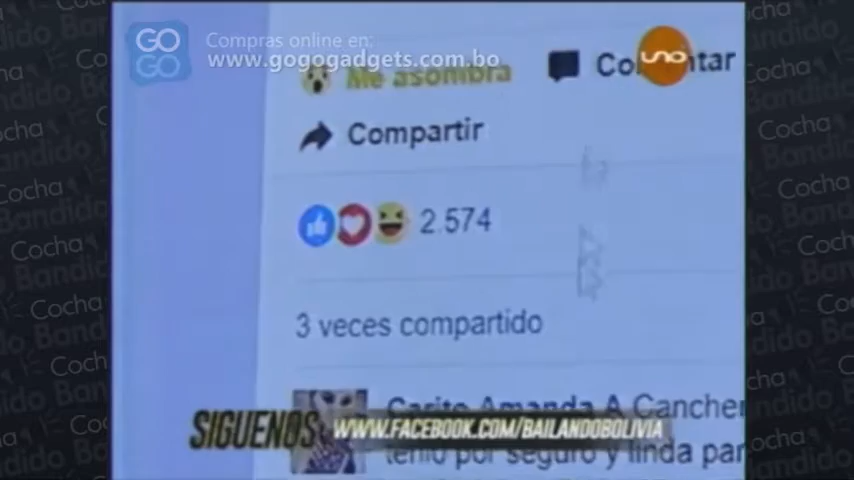 GO
GO
Compras online en:
www.gogogadgets.com.bo
Me asombra
uno
Compartir
2.574
3 veces compartido
Carito Amanda A Cancher
SIGUENOS
WWW.FACEBOOK.COM/BAILANDOBOLIVIA
tenlo por seguro y linda par
Cocha
Bandido